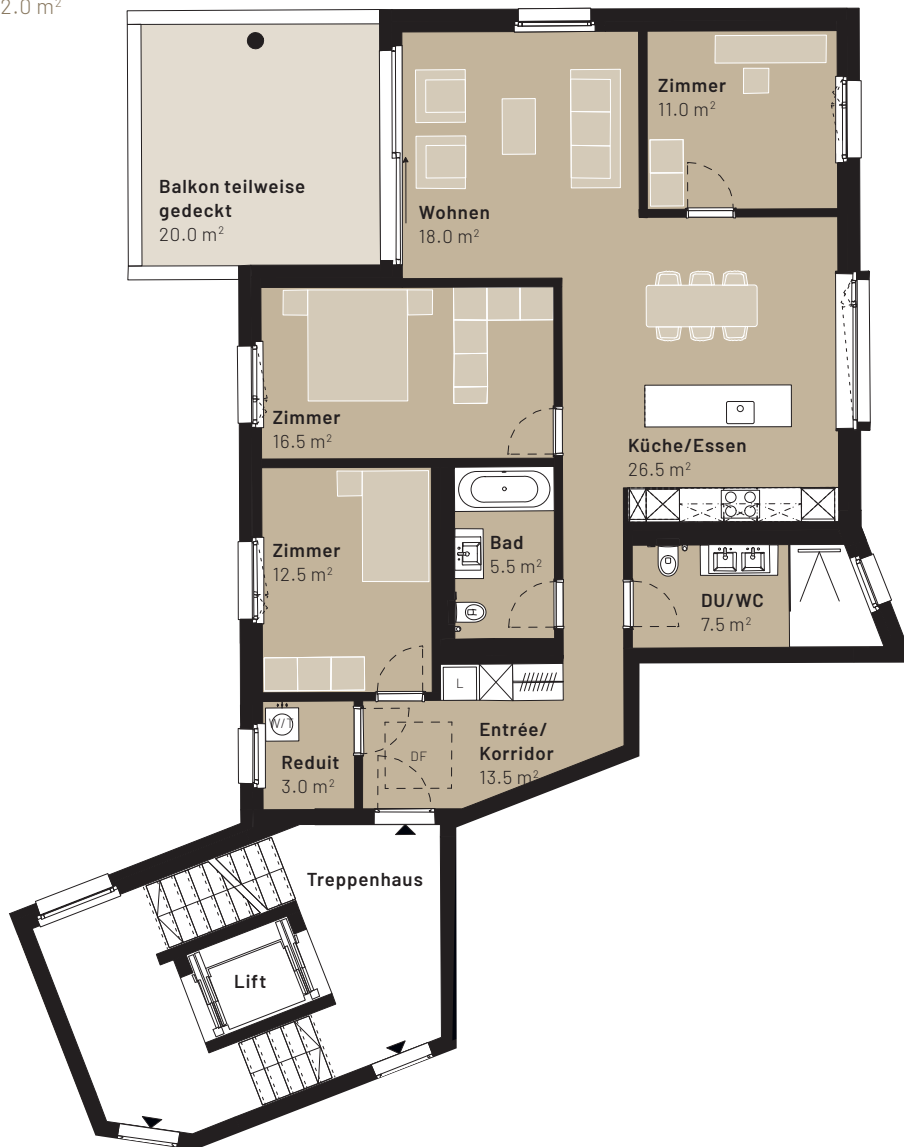 2.0 m²
Zimmer
11.0 m²
Balkon teilweise
gedeckt
20.0 m²
Wohnen
18.0 m²
Zimmer
16.5 m²
Küche/Essen
26.5 m²
Zimmer
12.5 m²
Bad
5.5 m²
DU/WC
7.5 m²
L
W/T
Reduit
3.0 m²
DF
Entrée/
Korridor
13.5 m²
Treppenhaus
Lift